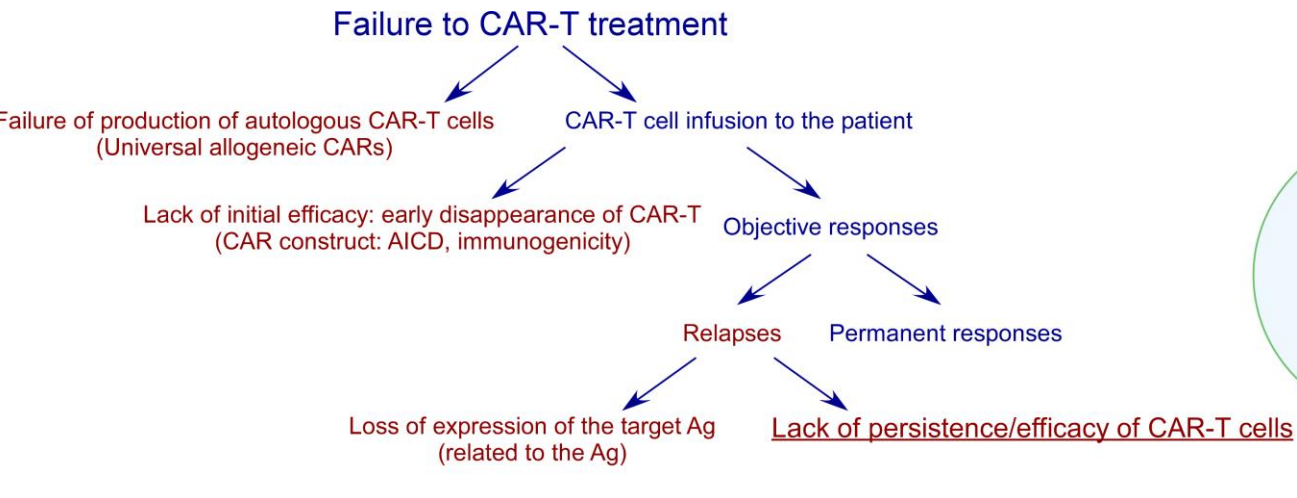 Failure to CAR-T treatment
Failure of production of autologous CAR-T cells
(Universal allogeneic CARs)
CAR-T cell infusion to the patient
Lack of initial efficacy: early disappearance of CAR-T
(CAR construct: AICD, immunogenicity)
Objective responses
Relapses
Permanent responses
Loss of expression of the target Ag
(related to the Ag)
Lack of persistence/efficacy of CAR-T cells